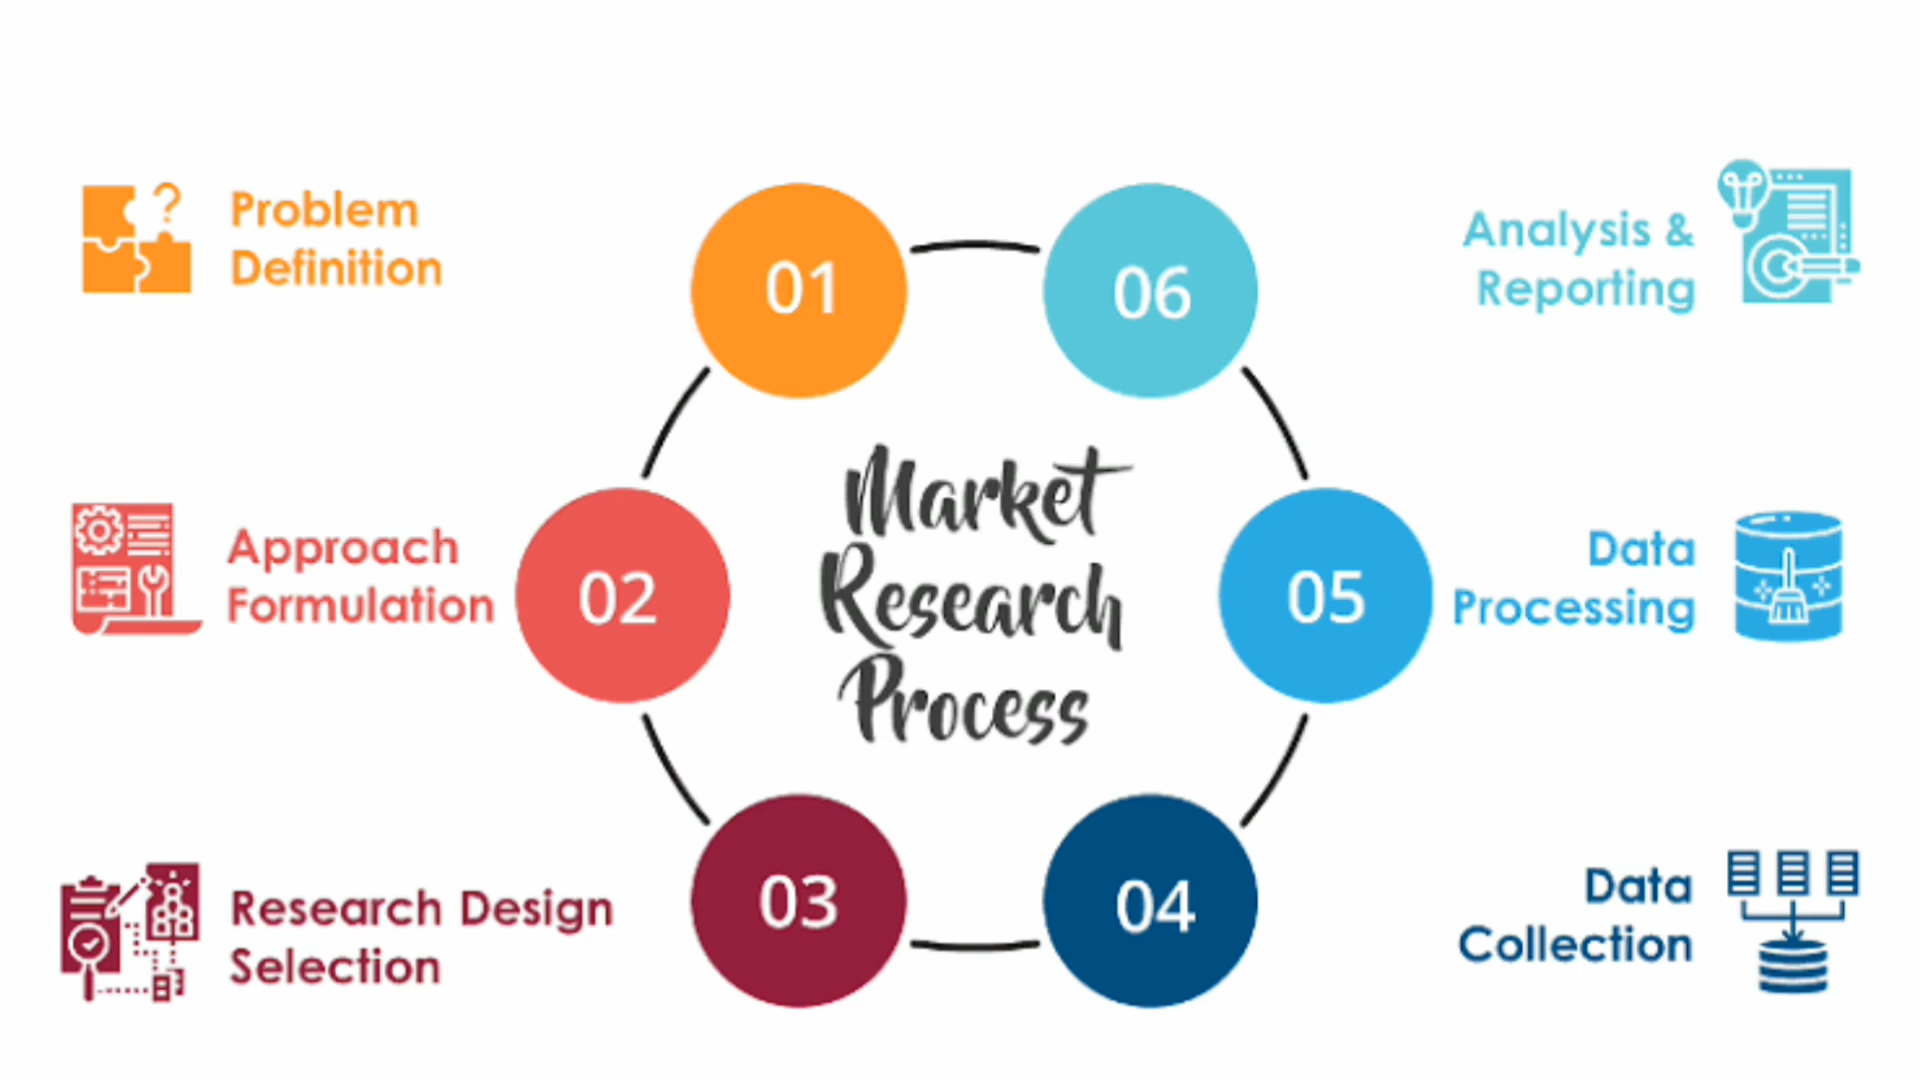 Problem
Definition
01
06
Analysis &
Reporting
Approach
Formulation
02
Market
Research
Process
05
Data
Processing
Research Design
Selection
03
04
Data
Collection